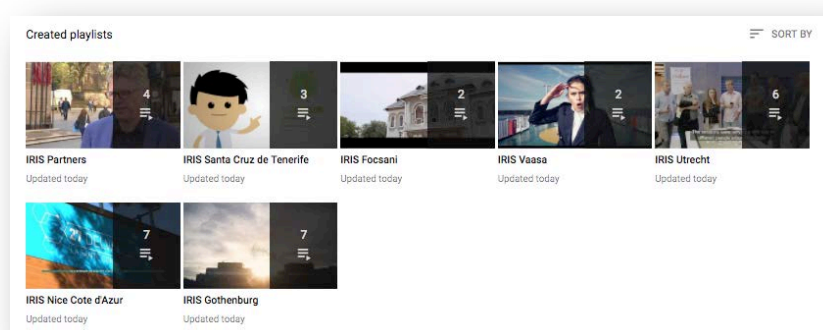 Created playlists
SORT BY
4
3
2
2
6
IRIS Partners
IRIS Santa Cruz de Tenerife
IRIS Focsani
IRIS Vaasa
IRIS Utrecht
Updated today
Updated today
Updated today
Updated today
Updated today
7
7
IRIS Nice Cote d'Azur
IRIS Gothenburg
Updated today
Updated today